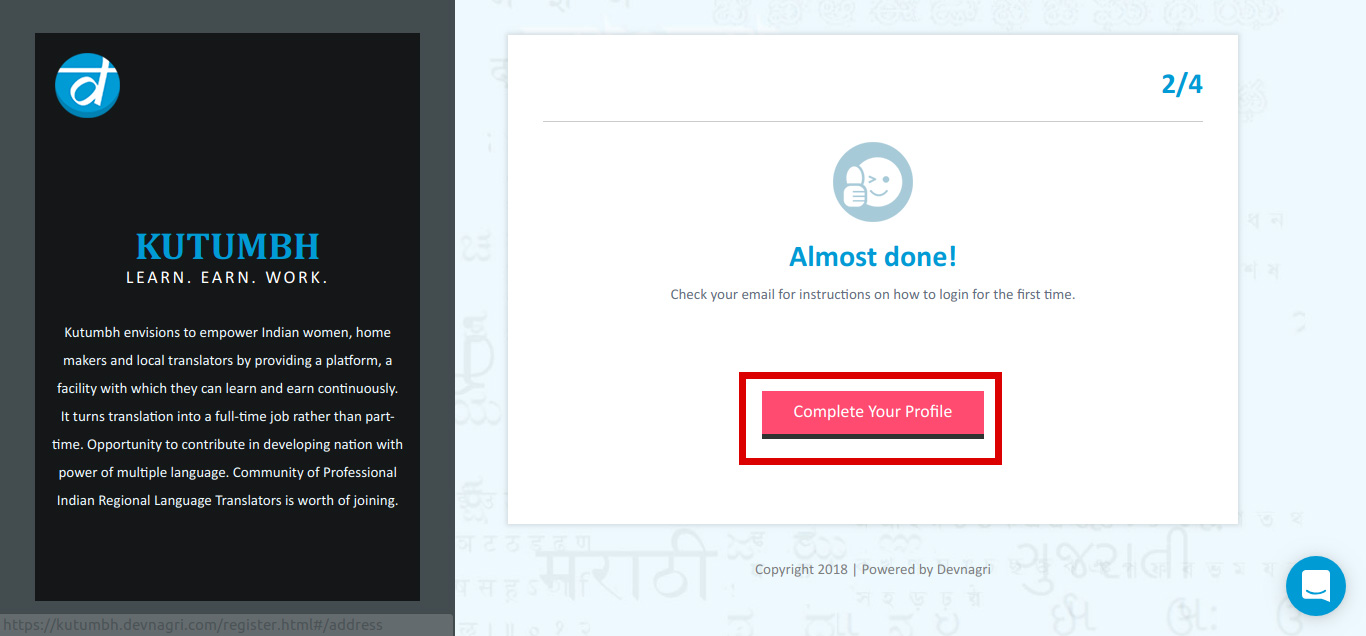 2/4
KUTUMBH
LEARN. EARN. WORK.
Kutumbh envisions to empower Indian women, home
makers and local translators by providing a platform, a
facility with which they can learn and earn continuously.
It turns translation into a full-time job rather than part-
time. Opportunity to contribute in developing nation with
power of multiple language. Community of Professional
Indian Regional Language Translators is worth of joining.
Almost done!
Check your email for instructions on how to login for the first time.
Complete Your Profile
मराठी
ગુજરાતી
Copyright 2018 | Powered by Devnagri
https://kutumbh.devnagri.com/register.html#/address